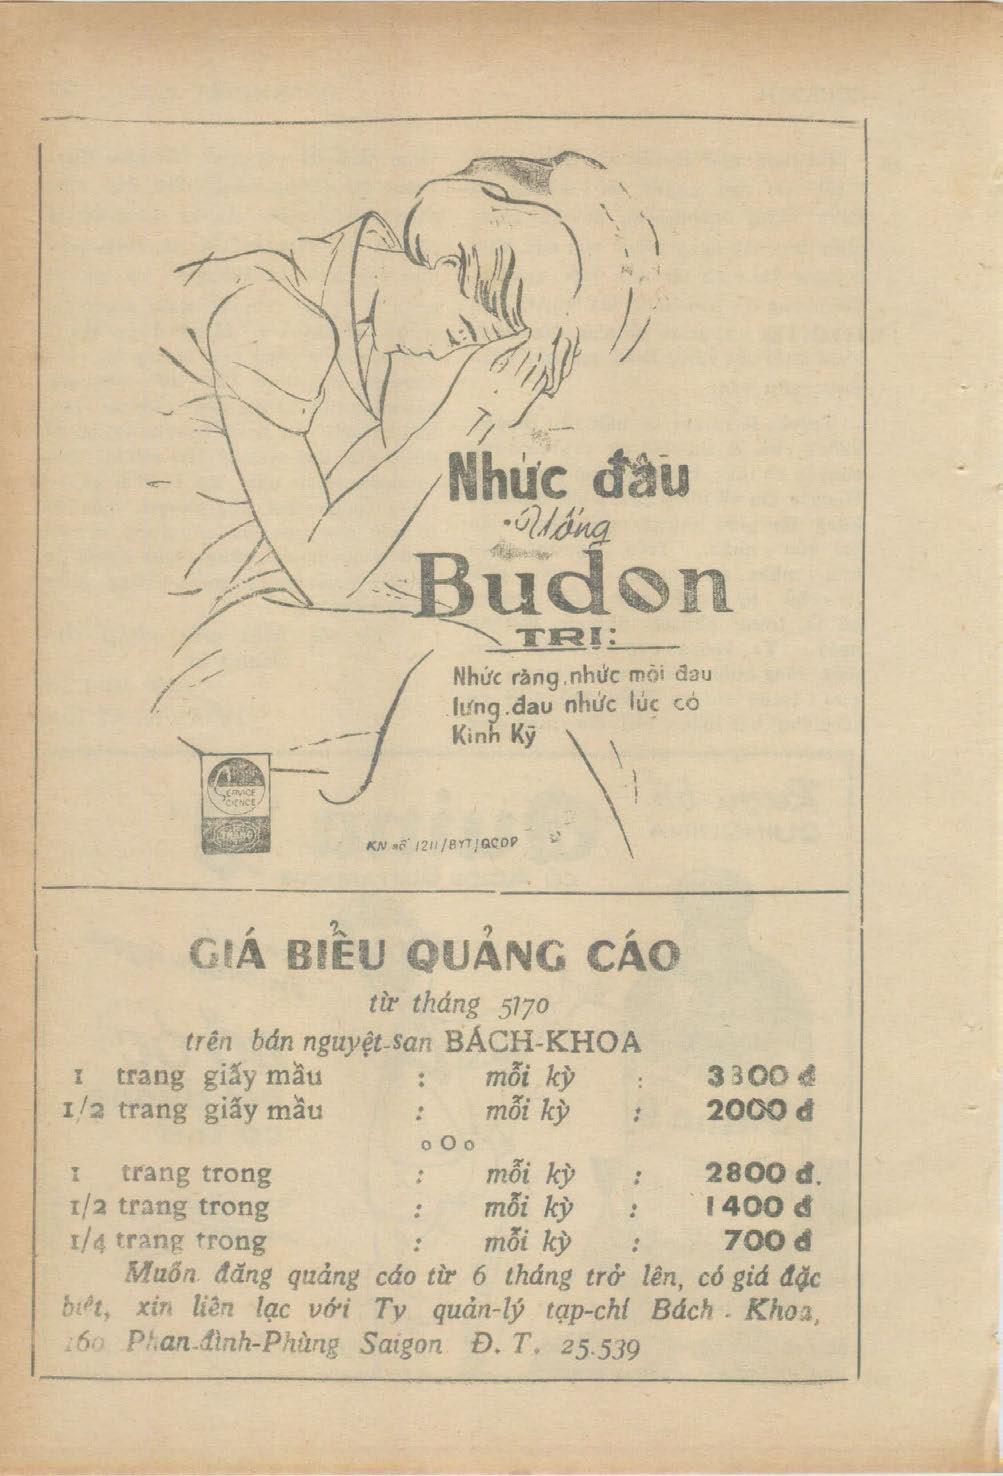 Nhức đầu
Uống
Budon
TRỊ:
Nhức răng, nhức mỏi đau
lưng, đau nhức lúc có
Kinh Kỳ
SERVICE
SCIENCE
KN số 1211/BYT/QCDP
GIÁ BIỂU QUẢNG CÁO
từ tháng 5170
trên bán nguyệt-san BÁCH-KHOA
1 trang giấy mầu : mỗi kỳ : 3300 đ
1/2 trang giấy mầu : mỗi kỳ : 2000 đ
oOo
1 trang trong : mỗi kỳ : 2800 đ.
1/2 trang trong : mỗi kỳ : 1400 đ
1/4 trang trong : mỗi kỳ : 700 đ
Muốn đăng quảng cáo từ 6 tháng trở lên, có giá đặc
biệt, xin liên lạc với Ty quản-lý tạp-chí Bách - Khoa,
160 Phan-đình-Phùng Saigon Đ. T. 25.539